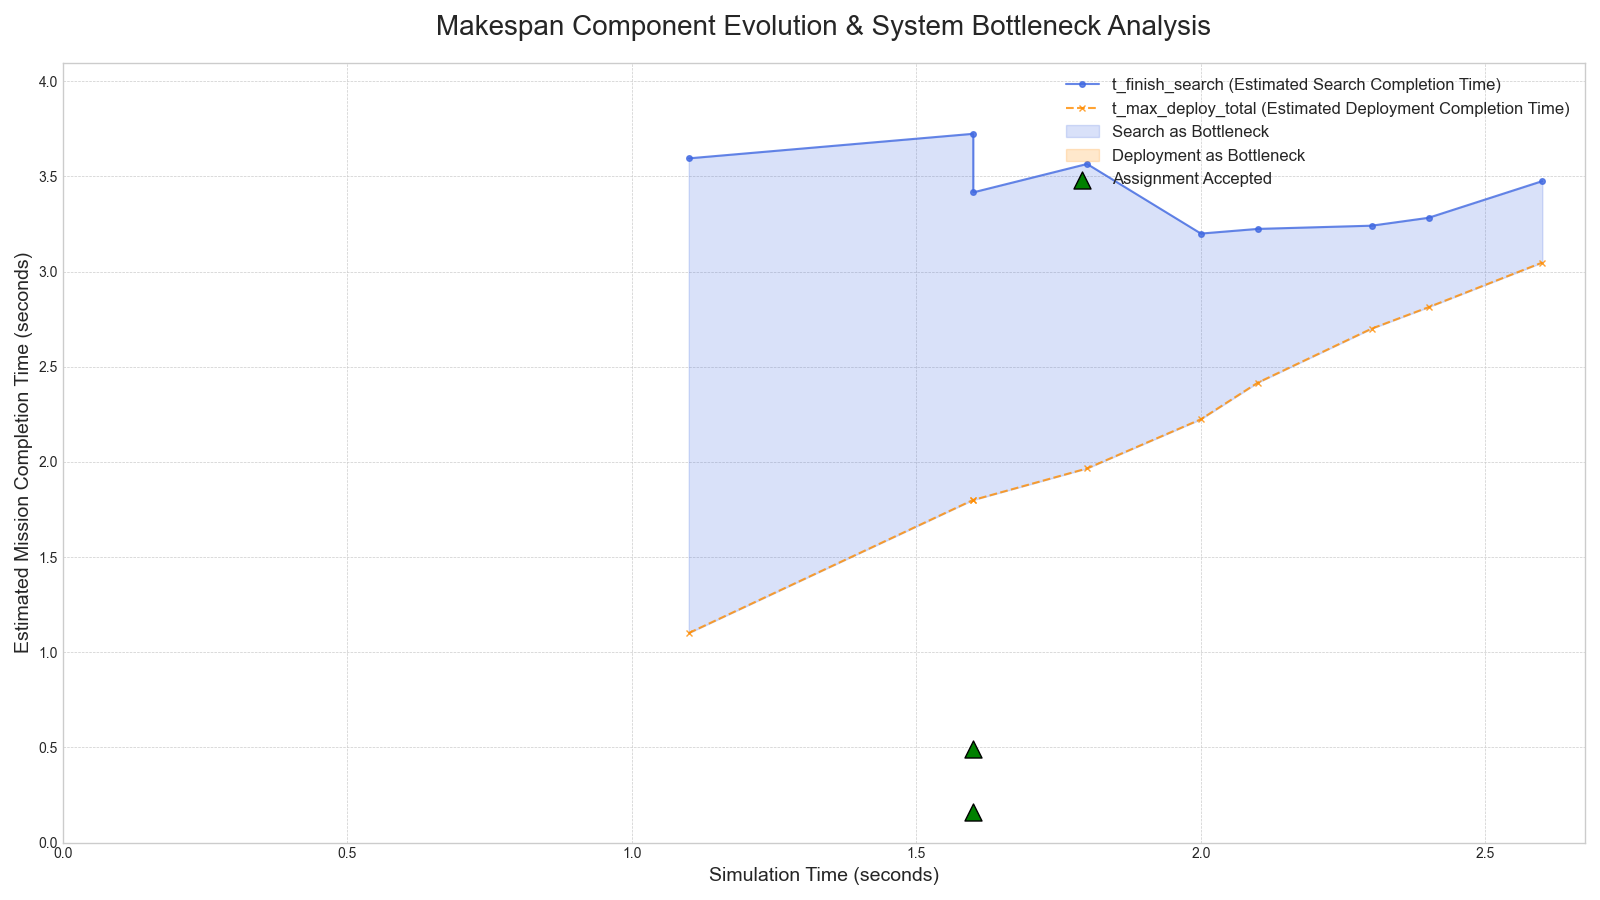 Makespan Component Evolution & System Bottleneck Analysis
t_finish_search (Estimated Search Completion Time)
t_max_deploy_total (Estimated Deployment Completion Time)
Search as Bottleneck
Deployment as Bottleneck
Assignment Accepted
Estimated Mission Completion Time (seconds)
4.0
3.5
3.0
2.5
2.0
1.5
1.0
0.5
0.0
0.0 0.5 1.0 1.5 2.0 2.5
Simulation Time (seconds)